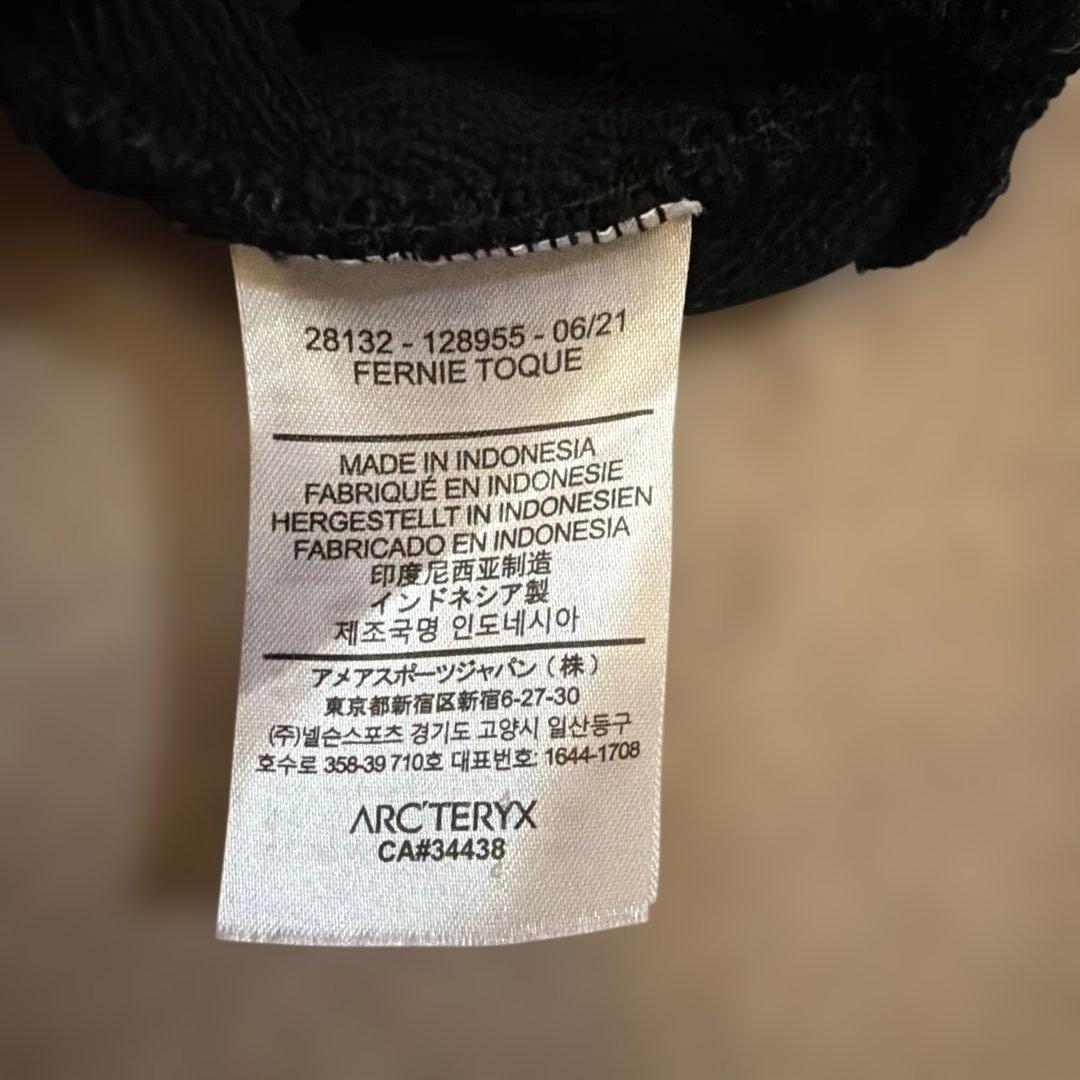 28132 - 128955 - 06/21
FERNIE TOQUE
MADE IN INDONESIA
FABRIQUÉ EN INDONESIE
HERGESTELLT IN INDONESIEN
FABRICADO EN INDONESIA
印度尼西亚制造
インドネシア製
제조국명 인도네시아
アメアスポーツジャパン(株)
東京都新宿区新宿6-27-30
(주)넬슨스포츠 경기도 고양시 일산동구
호수로 358-39 710호 대표번호: 1644-1708
ARC'TERYX
CA#34438